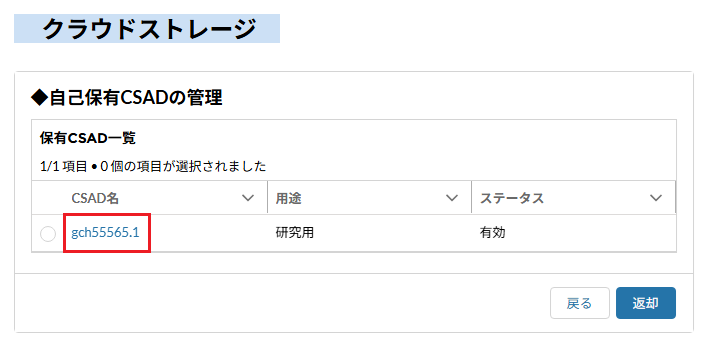 クラウドストレージ
◆自己保有CSADの管理
保有CSAD一覧
1/1 項目 • 0 個の項目が選択されました
CSAD名 用途 ステータス
gch55565.1 研究用 有効
戻る 返却